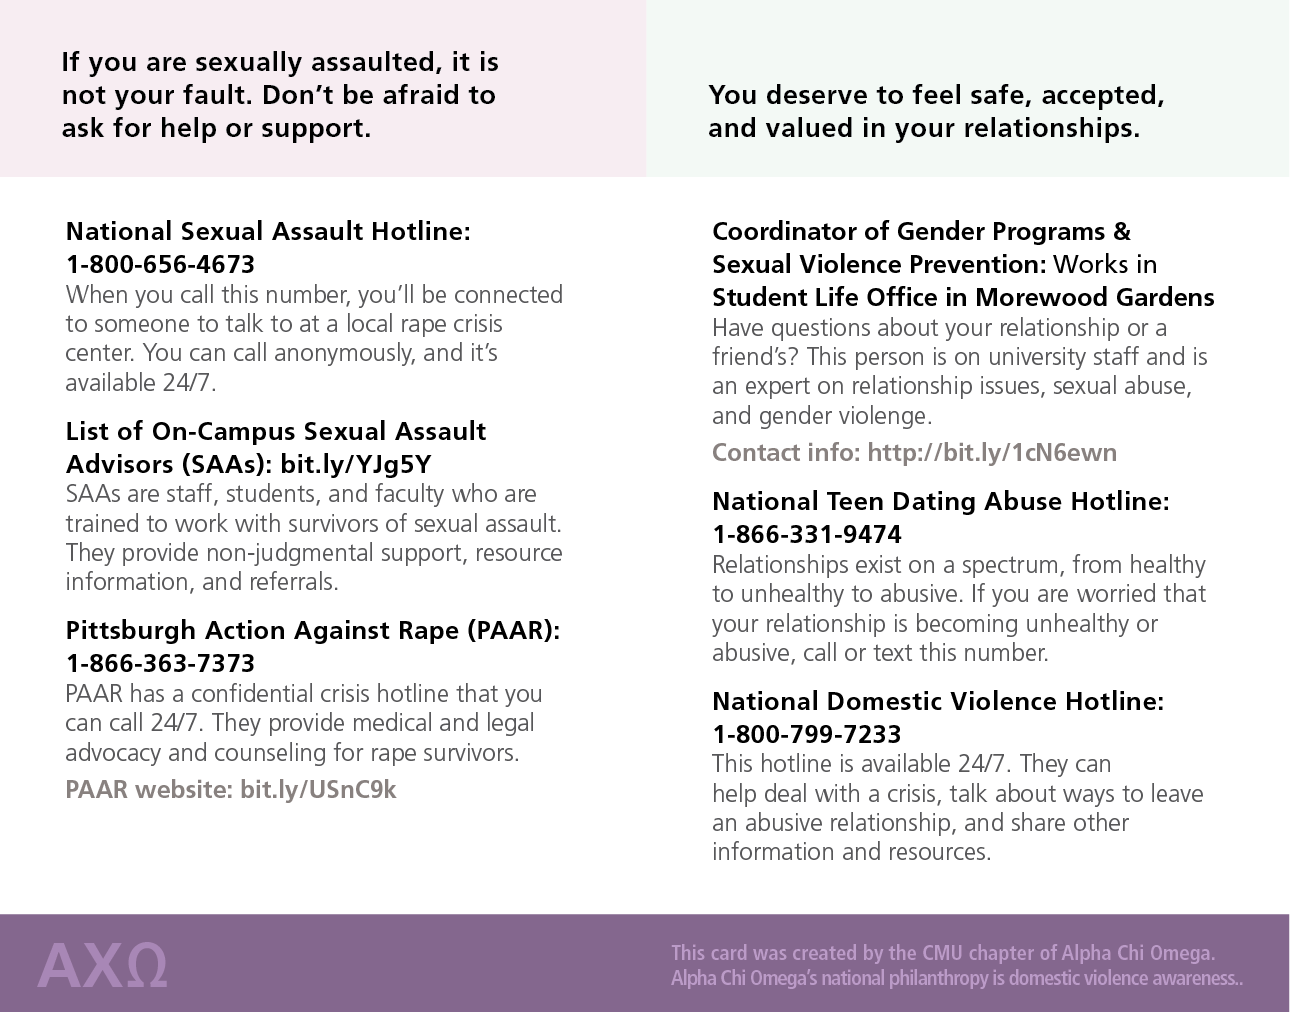 If you are sexually assaulted, it is
not your fault. Don’t be afraid to
ask for help or support.
National Sexual Assault Hotline:
1-800-656-4673
When you call this number, you’ll be connected
to someone to talk to at a local rape crisis
center. You can call anonymously, and it’s
available 24/7.
List of On-Campus Sexual Assault
Advisors (SAAs): bit.ly/YJg5Y
SAAs are staff, students, and faculty who are
trained to work with survivors of sexual assault.
They provide non-judgmental support, resource
information, and referrals.
Pittsburgh Action Against Rape (PAAR):
1-866-363-7373
PAAR has a confidential crisis hotline that you
can call 24/7. They provide medical and legal
advocacy and counseling for rape survivors.
PAAR website: bit.ly/USnC9k
You deserve to feel safe, accepted,
and valued in your relationships.
Coordinator of Gender Programs &
Sexual Violence Prevention: Works in
Student Life Office in Morewood Gardens
Have questions about your relationship or a
friend’s? This person is on university staff and is
an expert on relationship issues, sexual abuse,
and gender violenge.
Contact info: http://bit.ly/1cN6ewn
National Teen Dating Abuse Hotline:
1-866-331-9474
Relationships exist on a spectrum, from healthy
to unhealthy to abusive. If you are worried that
your relationship is becoming unhealthy or
abusive, call or text this number.
National Domestic Violence Hotline:
1-800-799-7233
This hotline is available 24/7. They can
help deal with a crisis, talk about ways to leave
an abusive relationship, and share other
information and resources.
ΑΧΩ
This card was created by the CMU chapter of Alpha Chi Omega.
Alpha Chi Omega’s national philanthropy is domestic violence awareness..